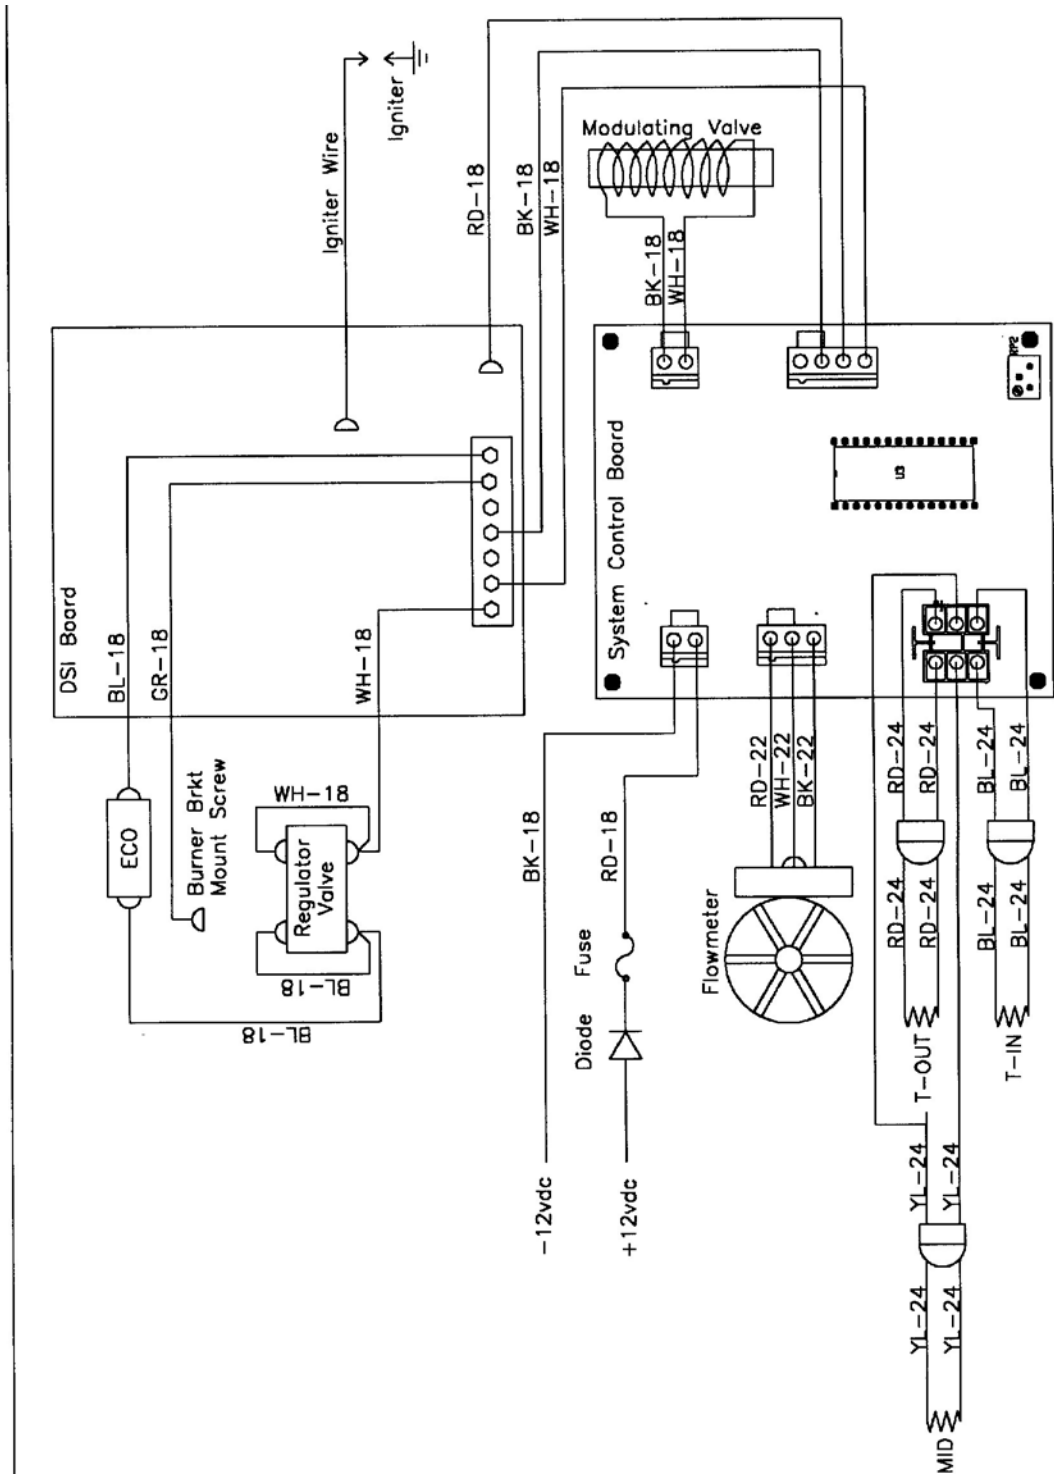 Igniter Wire
Igniter
RD-18
BK-18
WH-18
Modulating Valve
BK-18
WH-18
DSI Board
BL-18
GR-18
WH-18
ECO
Burner Brkt
Mount Screw
WH-18
Regulator
Valve
BL-18
BL-18
System Control Board
RP2
U3
BK-18
RD-18
Fuse
Diode
-12vdc
+12vdc
RD-22
WH-22
BK-22
Flowmeter
RD-24
RD-24
BL-24
BL-24
RD-24
RD-24
BL-24
BL-24
T-OUT
T-IN
YL-24
YL-24
YL-24
YL-24
MID